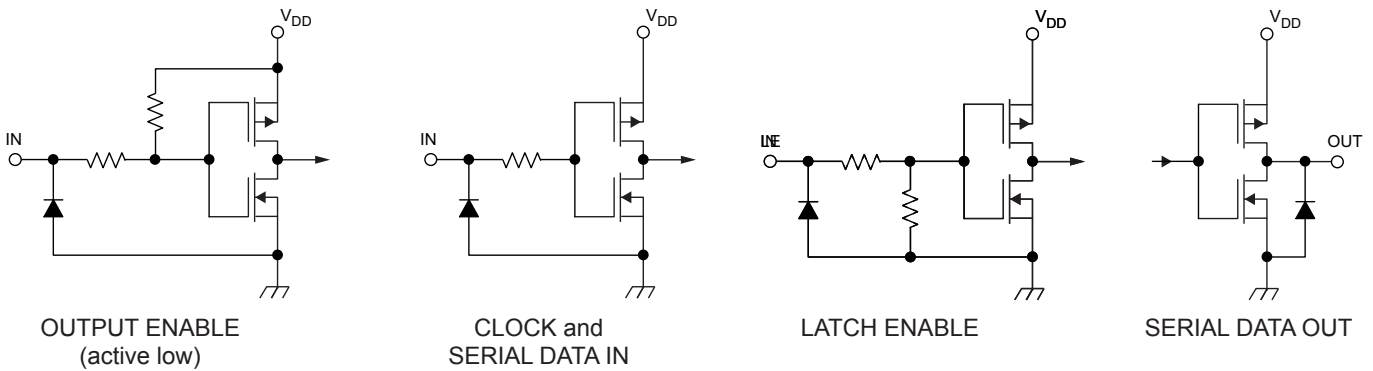 VDD
IN
OUTPUT ENABLE
(active low)
VDD
IN
CLOCK and
SERIAL DATA IN
VDD
LATCH ENABLE
VDD
OUT
SERIAL DATA OUT